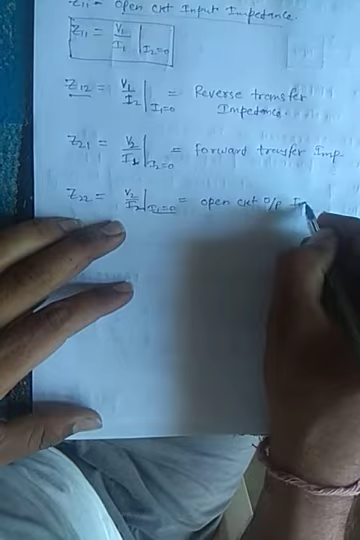 Z11 - Open ckt Input Impedance.
Z11 = V1/I1 | I2=0
Z12 = V1/I2 | I1=0 = Reverse transfer
Impedance.
Z21 = V2/I1 | I2=0 = forward transfer Imp
Z22 = V2/I2 | I1=0 = open ckt O/P I